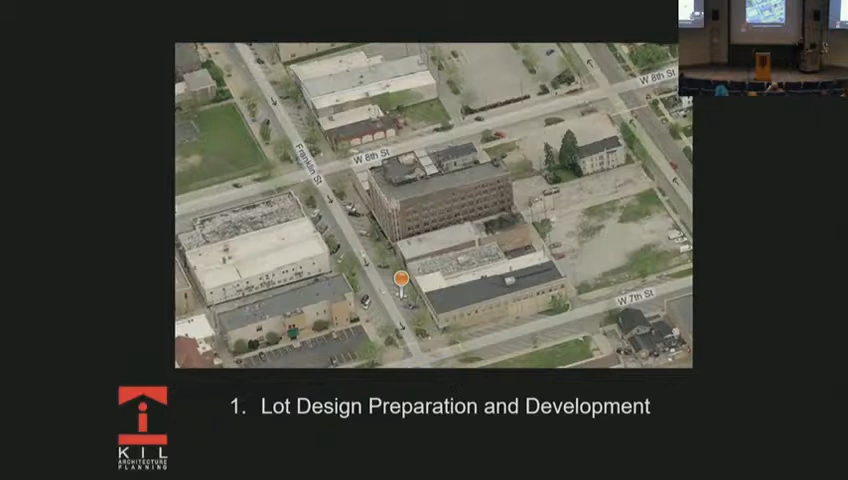 W 8th St
W 8th St
Franklin St
W 7th St
1. Lot Design Preparation and Development
KIL
ARCHITECTURE
PLANNING